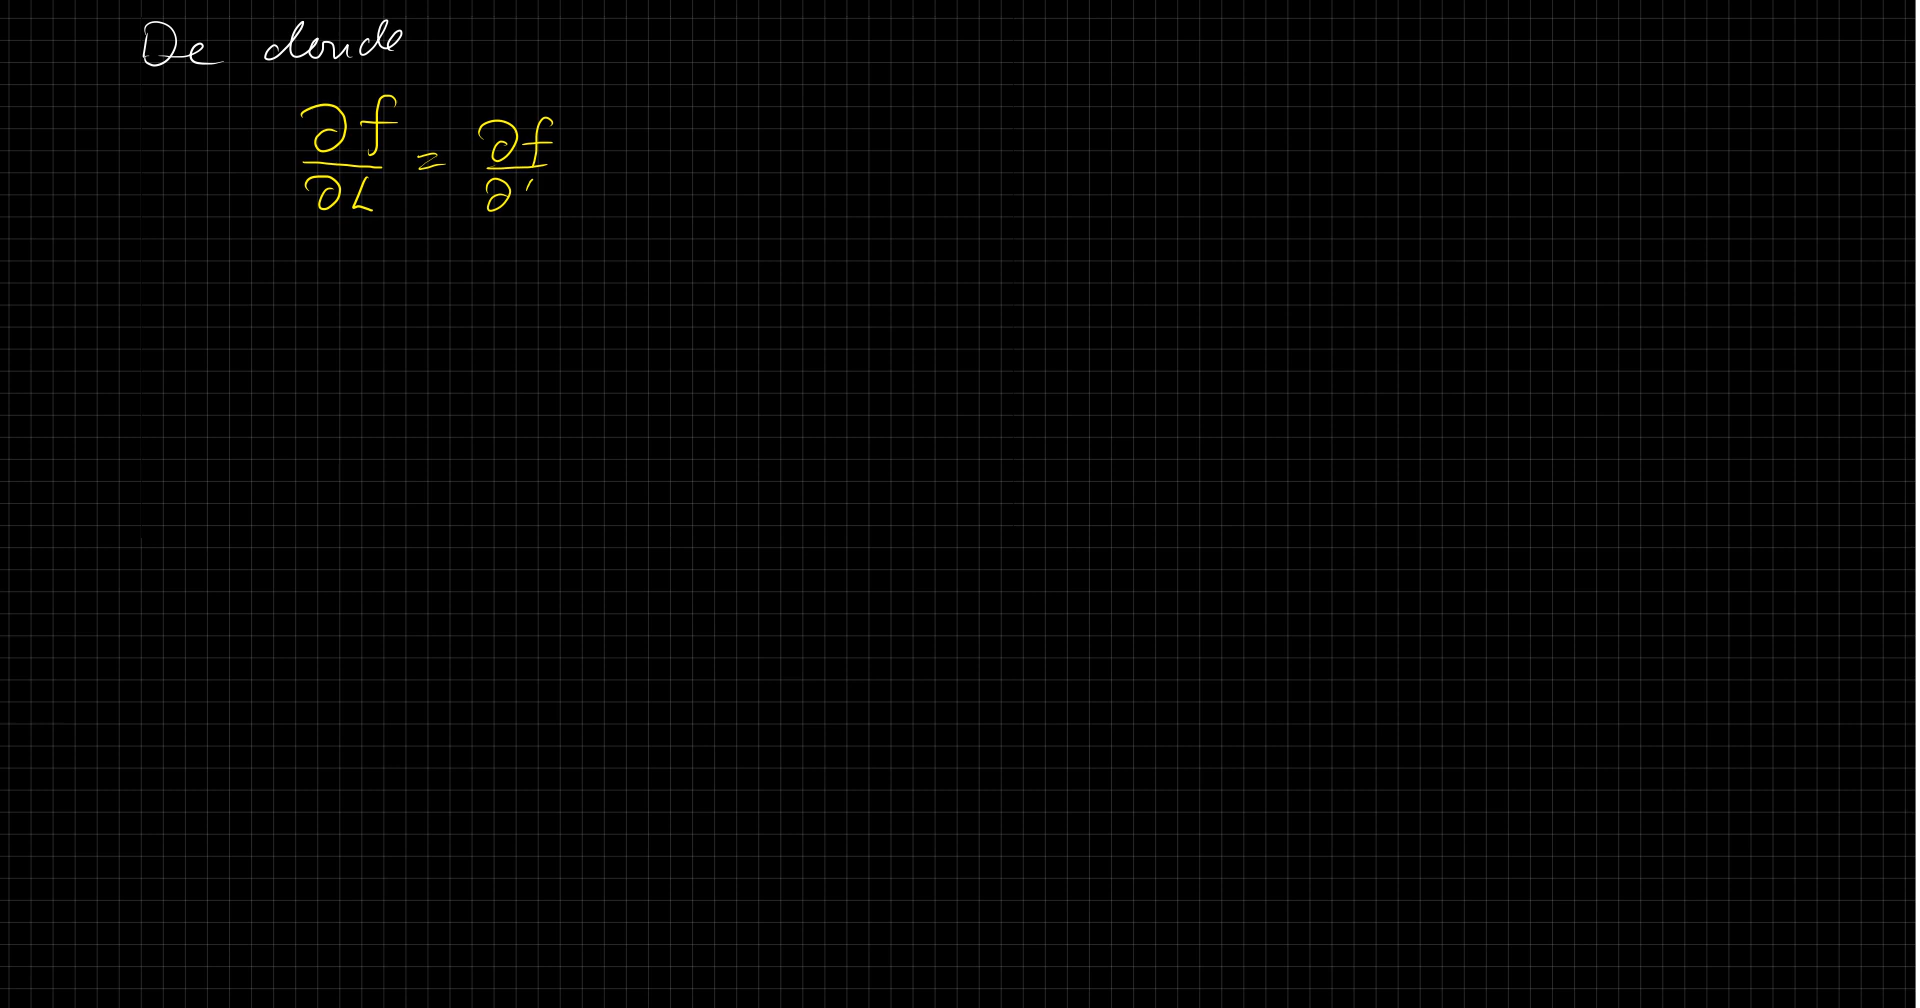 De donde
∂f/∂L = ∂f/∂